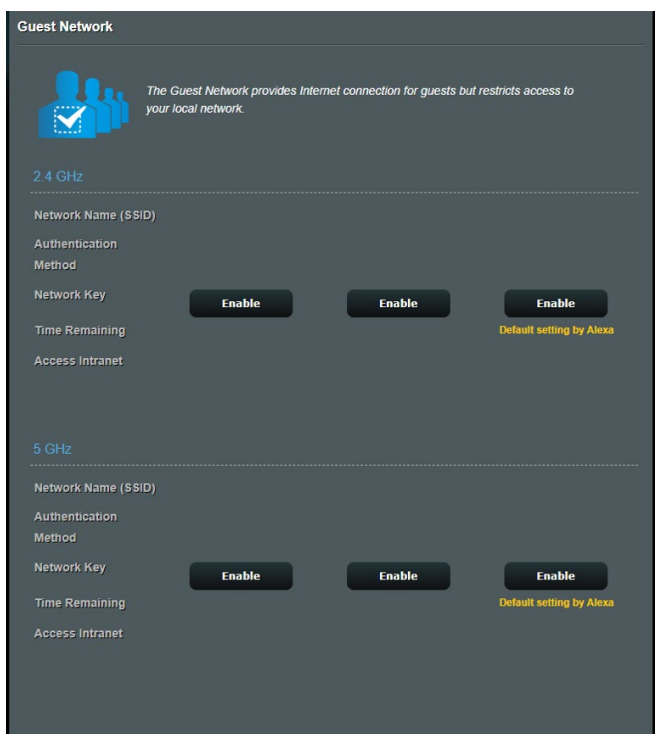 Guest Network
The Guest Network provides Internet connection for guests but restricts access to
your local network.
2.4 GHz
Network Name (SSID)
Authentication
Method
Network Key
Enable Enable Enable
Time Remaining
Default setting by Alexa
Access Intranet
5 GHz
Network Name (SSID)
Authentication
Method
Network Key
Enable Enable Enable
Time Remaining
Default setting by Alexa
Access Intranet